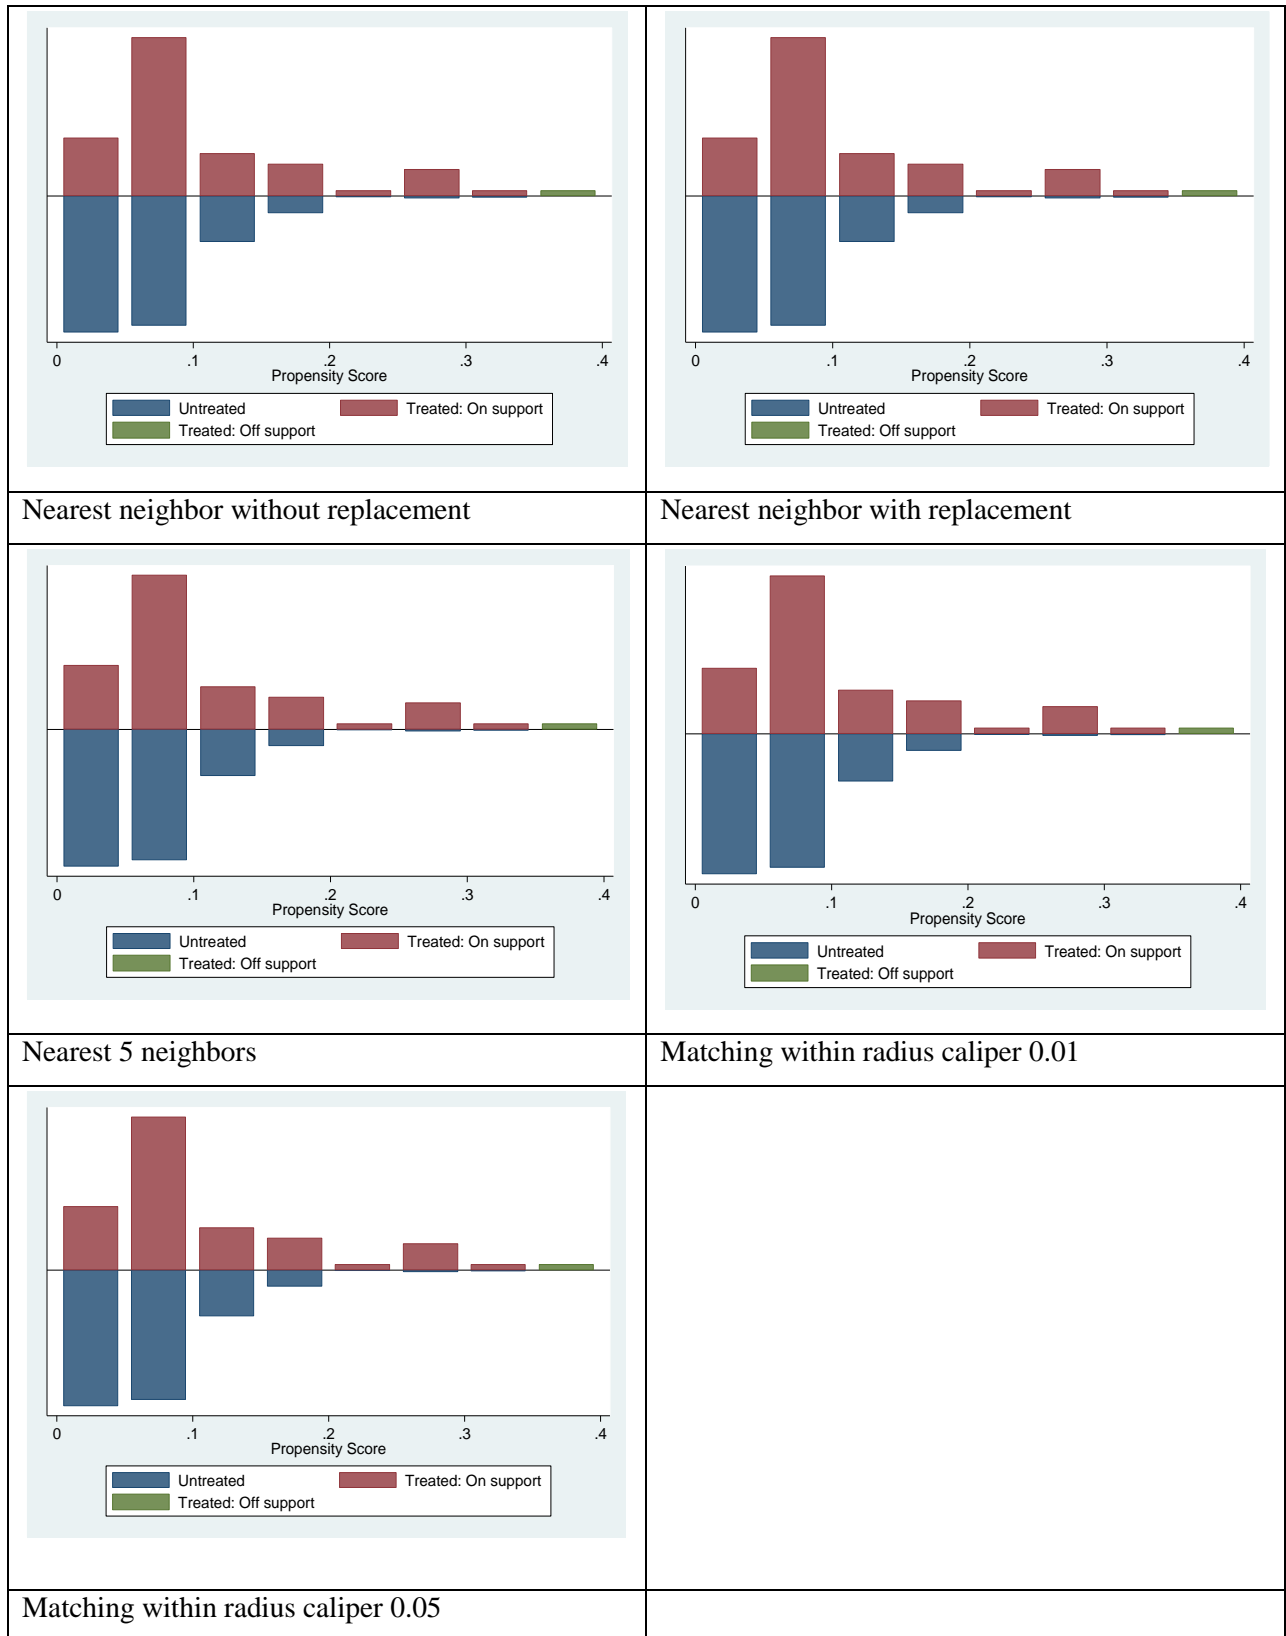 0 .1 .2 .3 .4
Propensity Score
Untreated Treated: On support
Treated: Off support
0 .1 .2 .3 .4
Propensity Score
Untreated Treated: On support
Treated: Off support
Nearest neighbor without replacement
Nearest neighbor with replacement
0 .1 .2 .3 .4
Propensity Score
Untreated Treated: On support
Treated: Off support
0 .1 .2 .3 .4
Propensity Score
Untreated Treated: On support
Treated: Off support
Nearest 5 neighbors
Matching within radius caliper 0.01
0 .1 .2 .3 .4
Propensity Score
Untreated Treated: On support
Treated: Off support
Matching within radius caliper 0.05